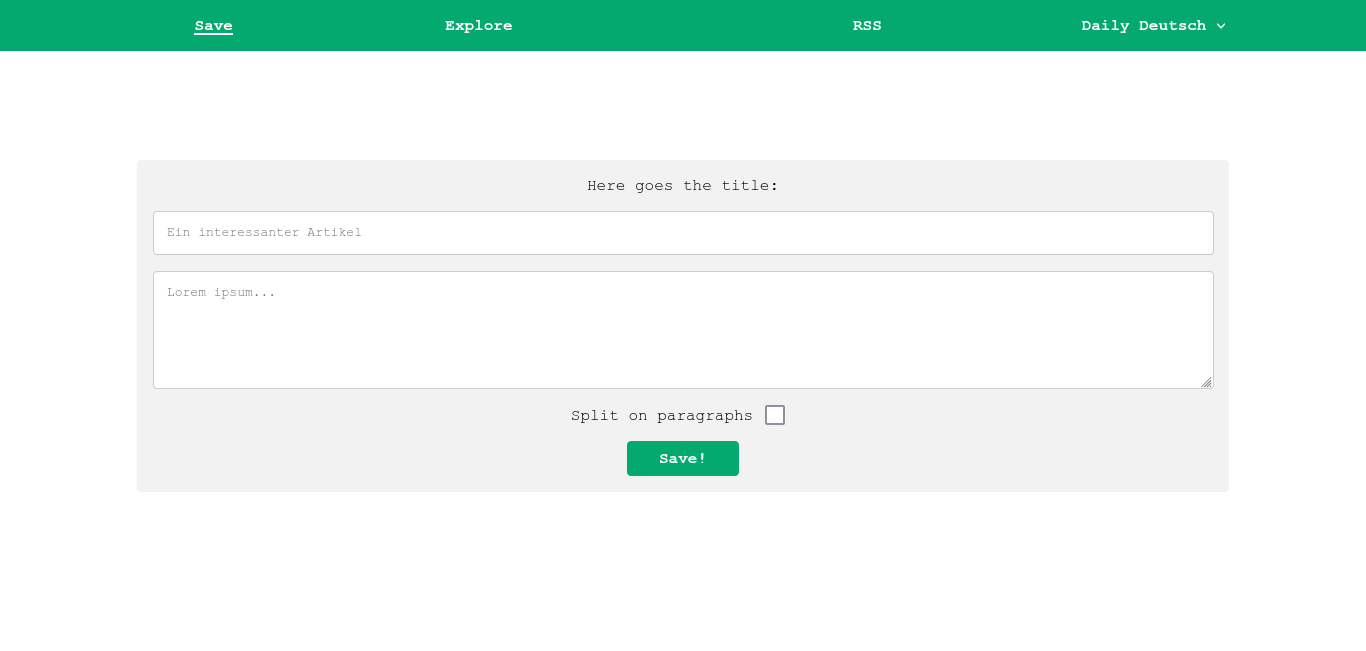 Save Explore RSS Daily Deutsch
Here goes the title:
Ein interessanter Artikel
Lorem ipsum...
Split on paragraphs
Save!